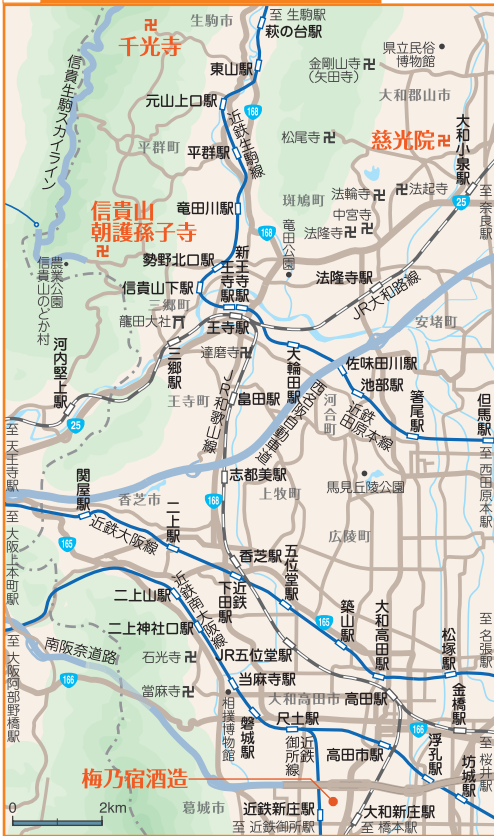 至 生駒駅
生駒市
萩の台駅
千光寺
東山駅
金剛山寺
(矢田寺)
県立民俗
博物館
大和郡山市
信貴生駒スカイライン
元山上口駅
近鉄生駒線
168
松尾寺
慈光院
大和小泉駅
平群町
平群駅
斑鳩町
法輪寺
法起寺
至 奈良駅
25
中宮寺
法隆寺
竜田川駅
信貴山
朝護孫子寺
168
竜田公園
勢野北口駅
新王寺駅
王寺駅
信貴山下駅
法隆寺駅
農業公園
信貴山のどか村
三郷町
龍田大社
JR大和路線
安堵町
王寺駅
達磨寺
三郷駅
河内堅上駅
大輪田駅
佐味田川駅
池部駅
箸尾駅
但馬駅
JR和歌山線
王寺町
畠田駅
西名阪自動車道
河合町
近鉄
田原本線
25
至 天王寺駅
至 西田原本駅
志都美駅
馬見丘陵公園
関屋駅
香芝市
168
上牧町
二上駅
近鉄大阪線
広陵町
至 大阪上本町駅
165
香芝駅
五位堂駅
近鉄
下田駅
二上山駅
近鉄南大阪線
165
築山駅
大和高田駅
至 名張駅
二上神社口駅
松塚駅
至 大阪阿部野橋駅
南阪奈道路
石光寺
JR五位堂駅
166
當麻寺
当麻寺駅
大和高田市
高田駅
金橋駅
相撲博物館
磐城駅
尺土駅
166
浮孔駅
近鉄
御所線
高田市駅
坊城駅
至 桜井駅
梅乃宿酒造
葛城市
近鉄新庄駅
大和新庄駅
至 近鉄御所駅
至 橋本駅
0
2km